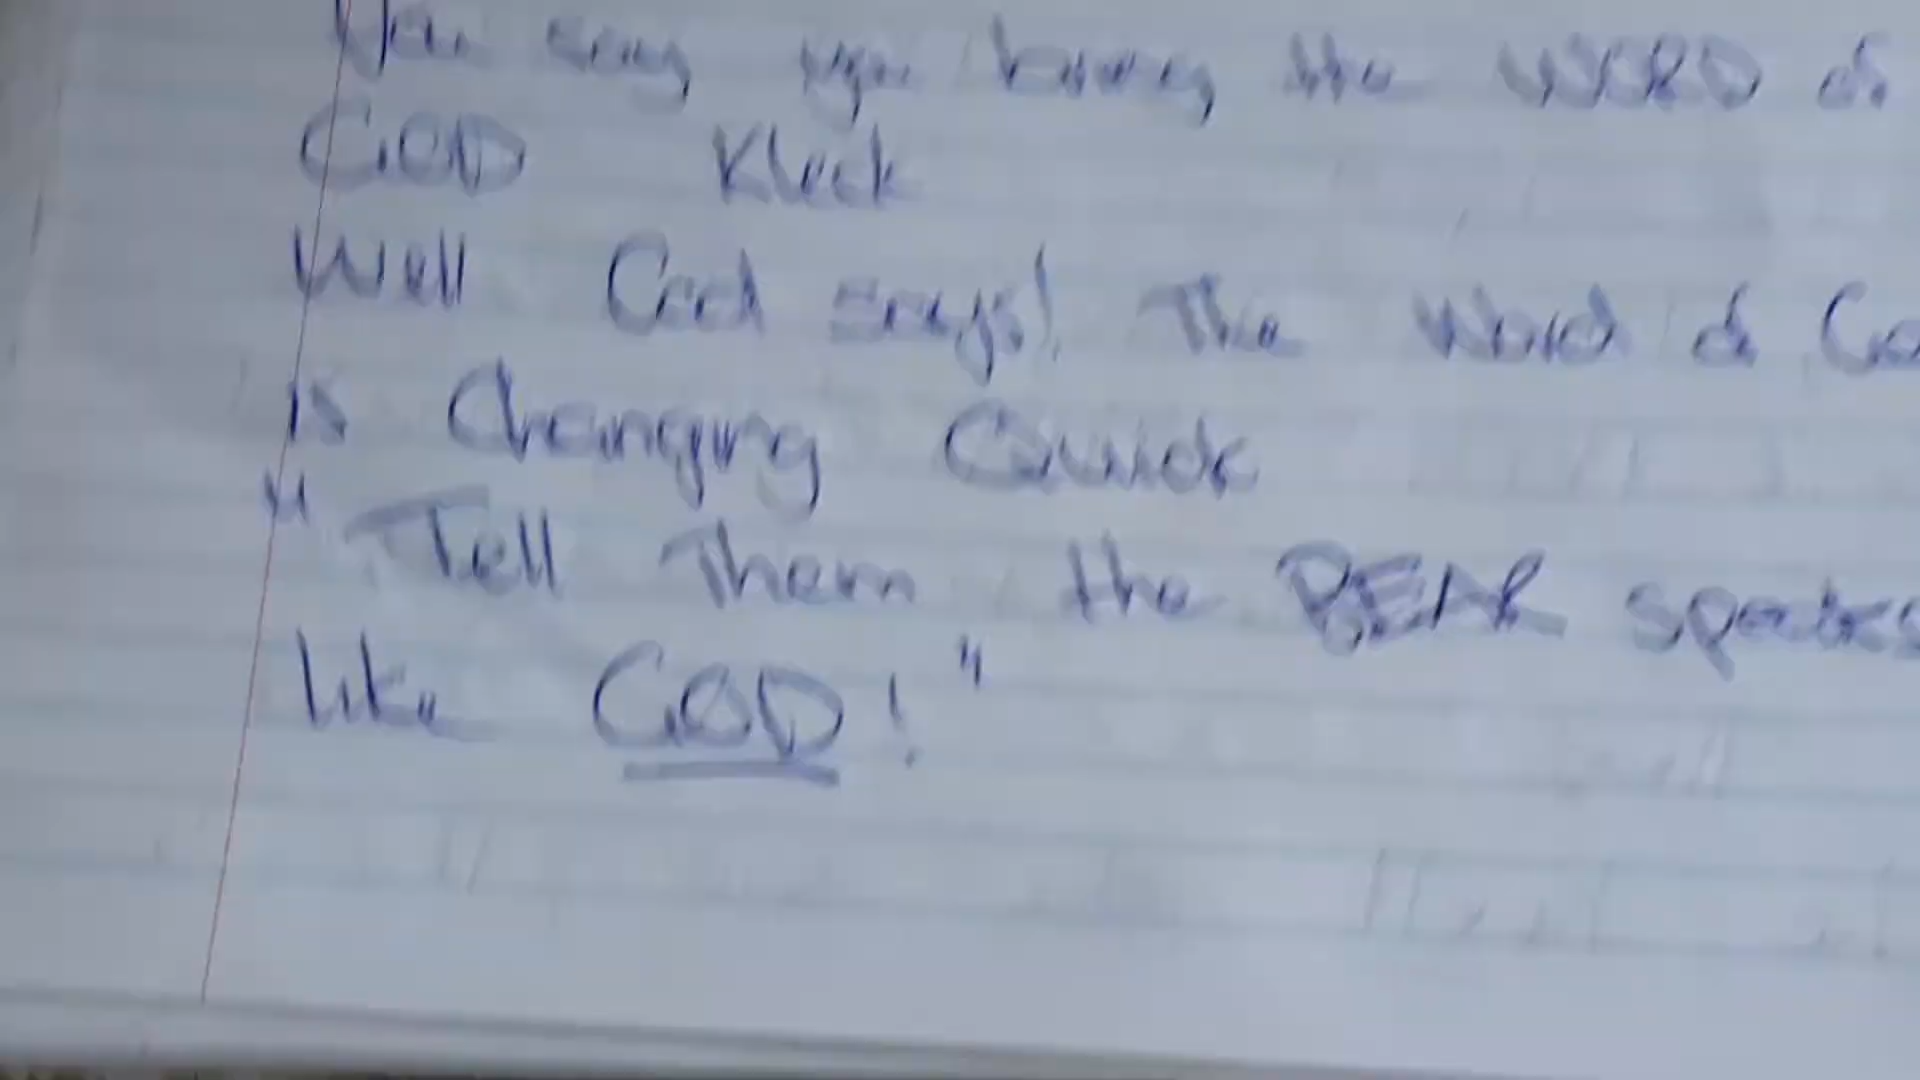 You say you bring the WORD of
GOD Kleck
Well God says! The Word of Go
is Changing Quick
"Tell Them the BEAR speaks
like GOD!"